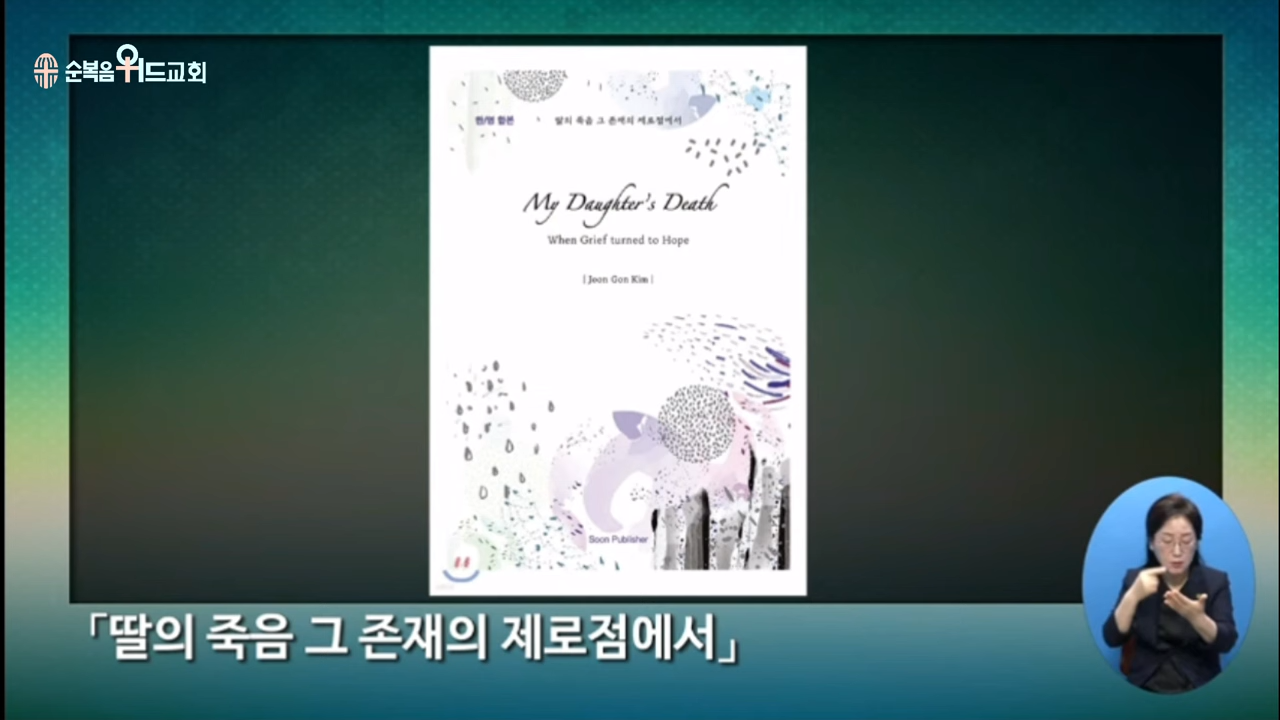 순복음위드교회
한/영 합본 딸의 죽음 그 존재의 제로점에서
My Daughter's Death
When Grief turned to Hope
| Joon Gon Kim |
Soon Publisher
「딸의 죽음 그 존재의 제로점에서」